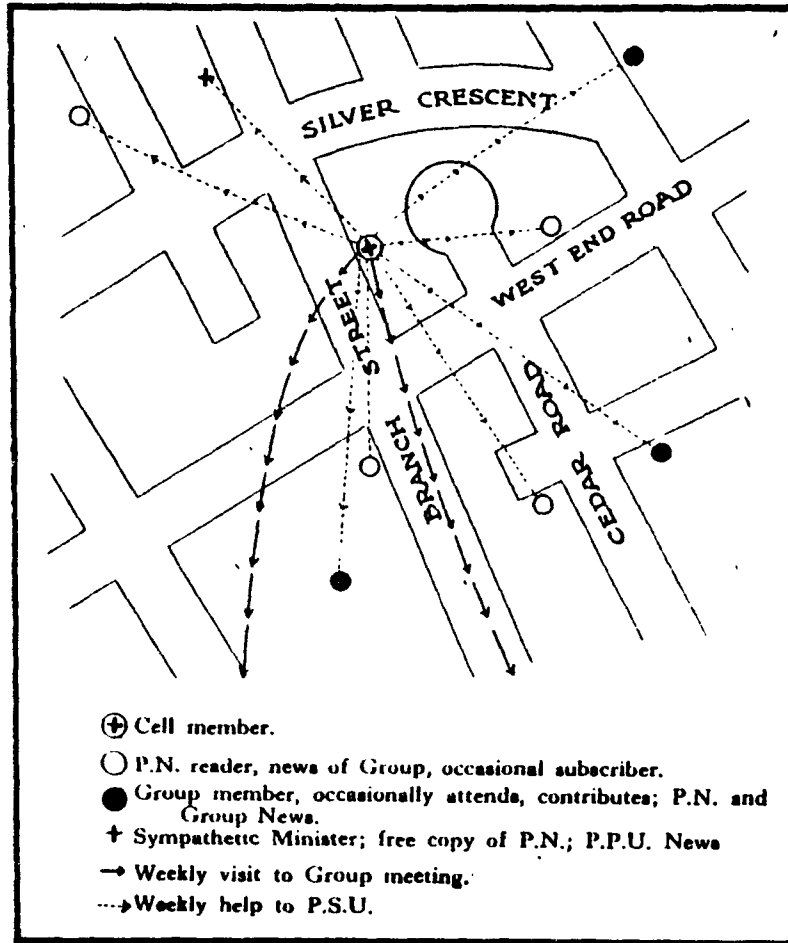 SILVER CRESCENT
WEST END ROAD
BRANCH STREET
CEDAR ROAD
Cell member.
P.N. reader, news of Group, occasional subscriber.
Group member, occasionally attends, contributes; P.N. and
Group News.
Sympathetic Minister; free copy of P.N.; P.P.U. News
Weekly visit to Group meeting.
Weekly help to P.S.U.